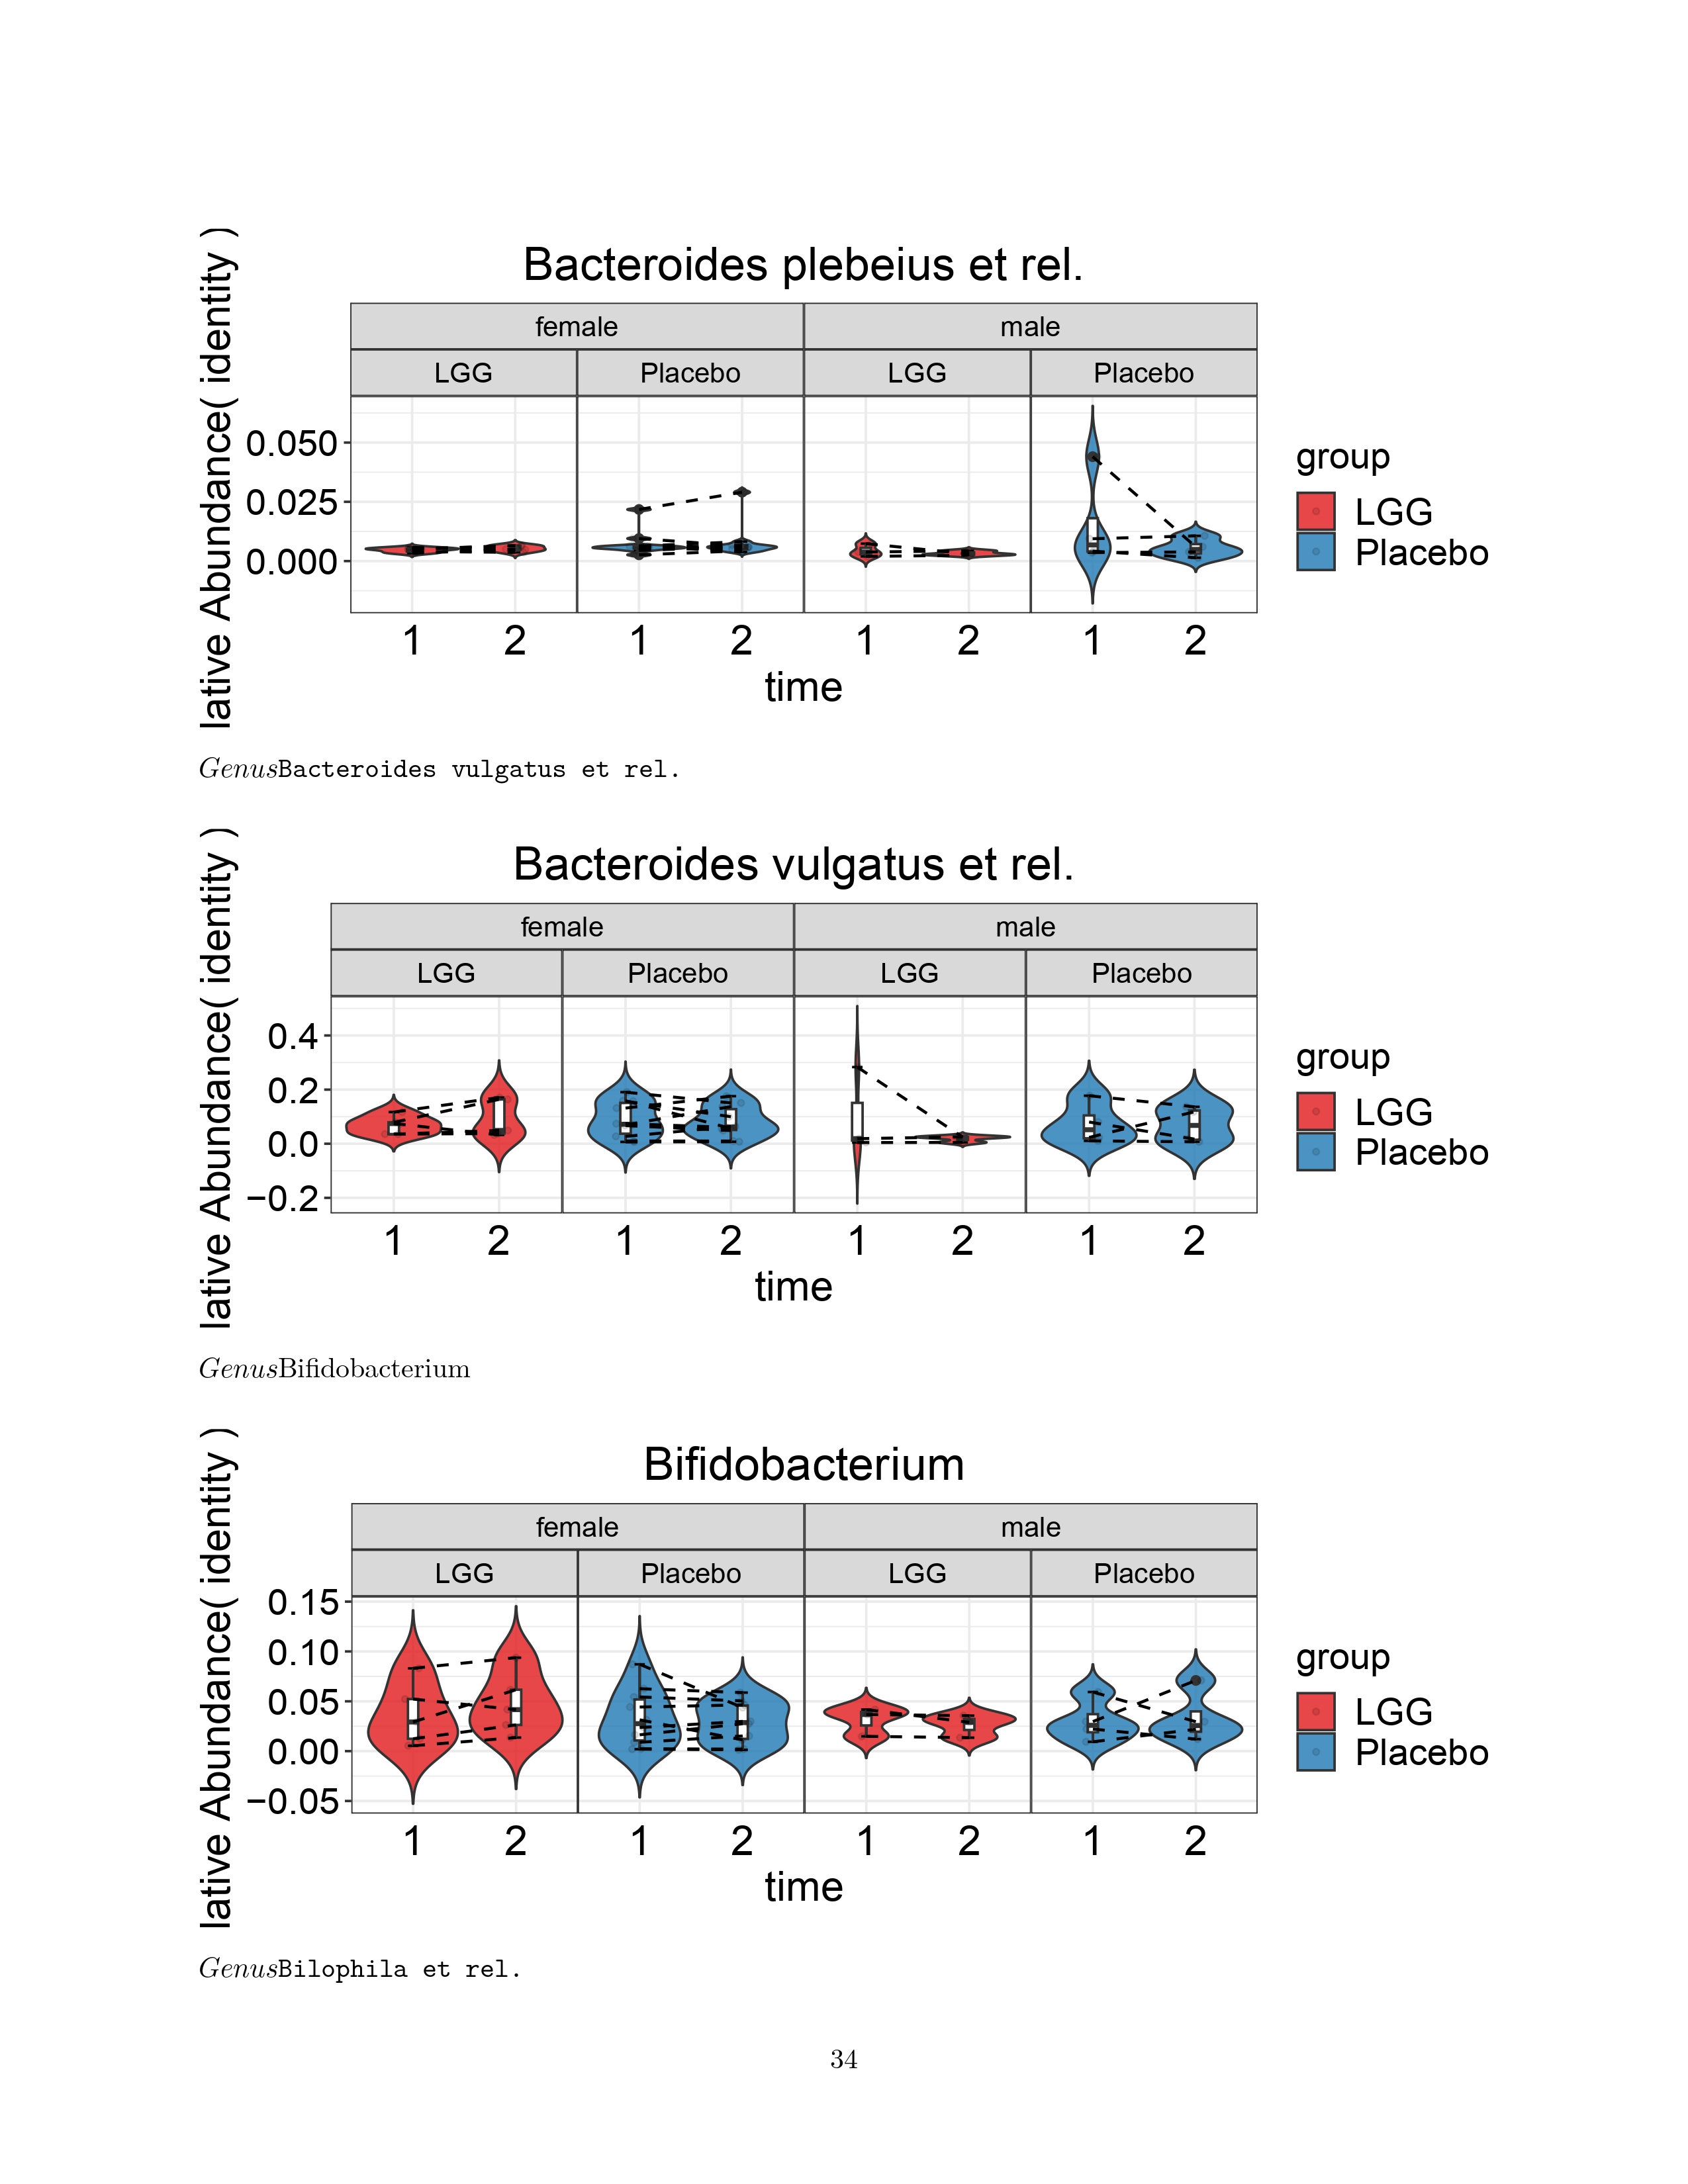 Bacteroides plebeius et rel.
female male
LGG Placebo LGG Placebo
lative Abundance( identity )
0.050
0.025
0.000
1 2 1 2 1 2 1 2
time
group
LGG
Placebo
GenusBacteroides vulgatus et rel.
Bacteroides vulgatus et rel.
female male
LGG Placebo LGG Placebo
lative Abundance( identity )
0.4
0.2
0.0
−0.2
1 2 1 2 1 2 1 2
time
group
LGG
Placebo
GenusBifidobacterium
Bifidobacterium
female male
LGG Placebo LGG Placebo
lative Abundance( identity )
0.15
0.10
0.05
0.00
−0.05
1 2 1 2 1 2 1 2
time
group
LGG
Placebo
GenusBilophila et rel.
34